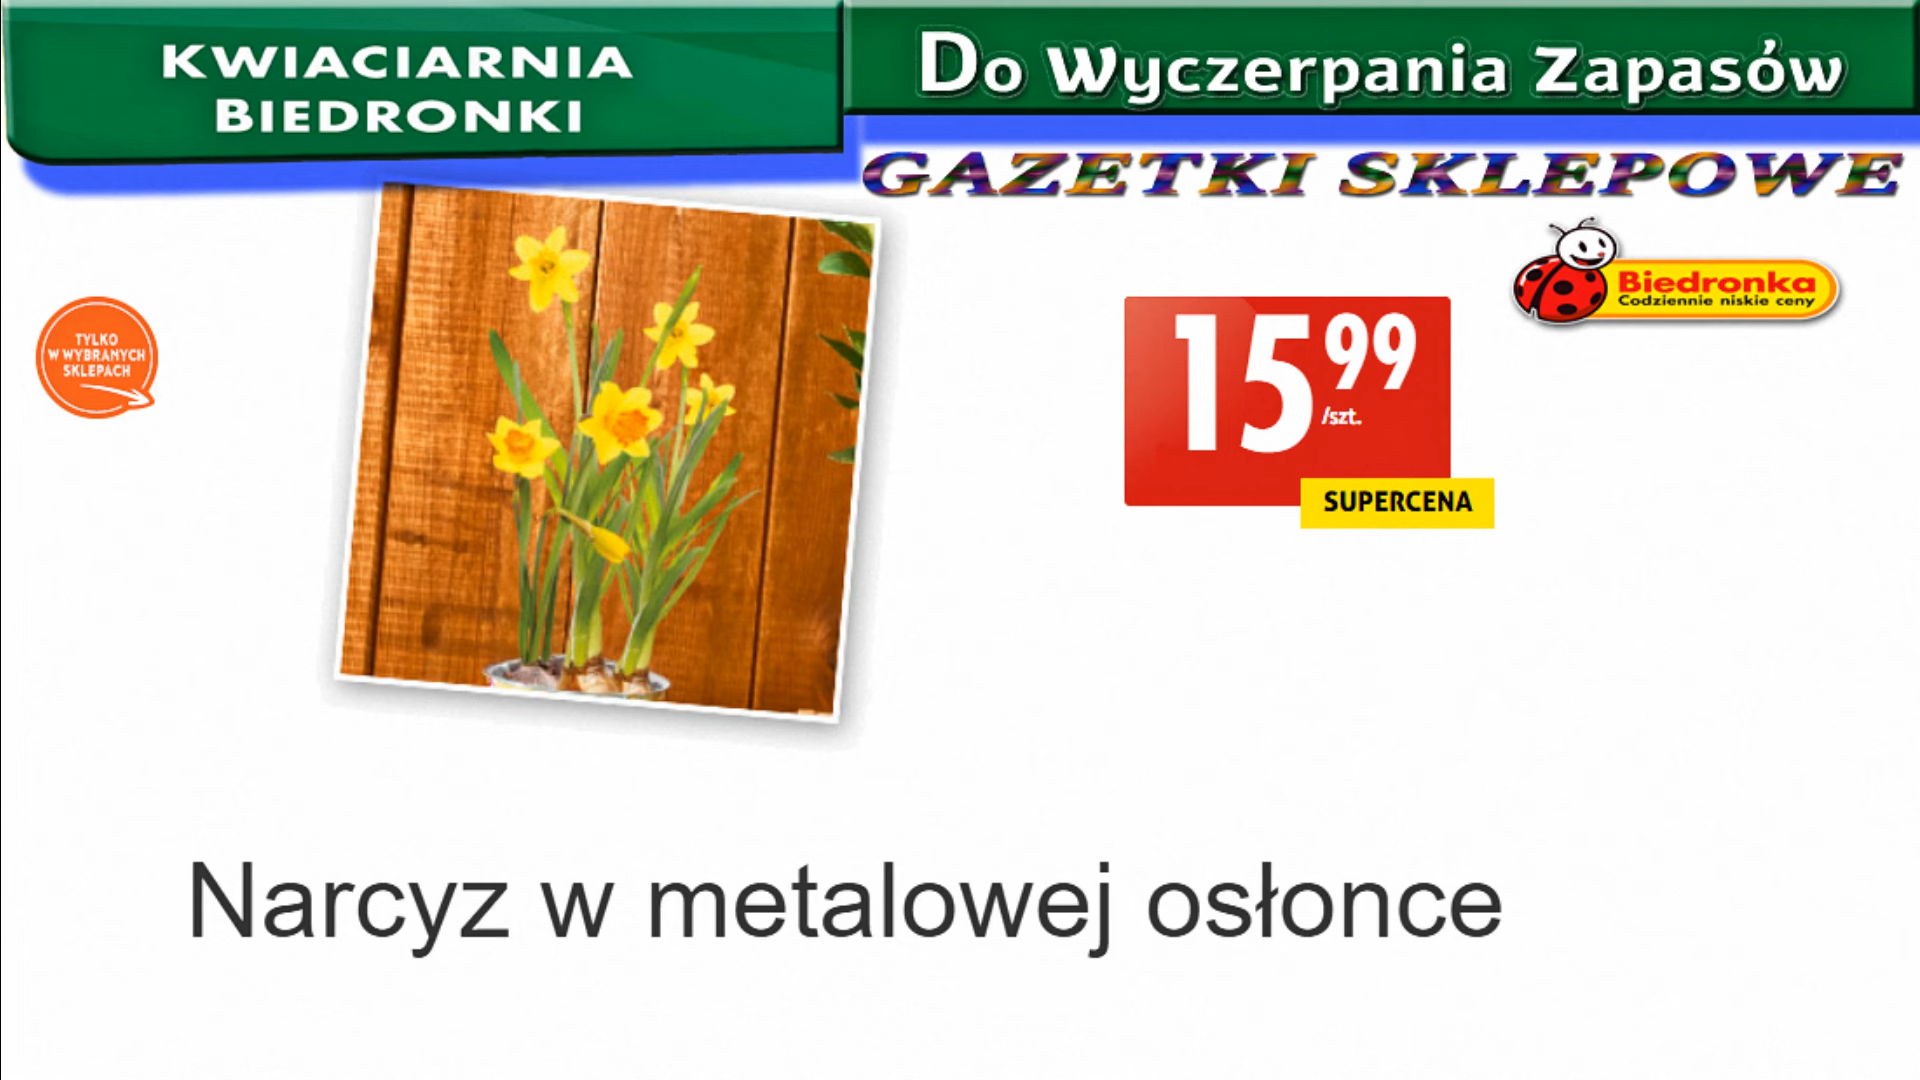 KWIACIARNIA
BIEDRONKI
Do Wyczerpania Zapasów
GAZETKI SKLEPOWE
Biedronka
Codziennie niskie ceny
TYLKO
W WYBRANYCH
SKLEPACH
15 99
/szt.
SUPERCENA
Narcyz w metalowej osłonce